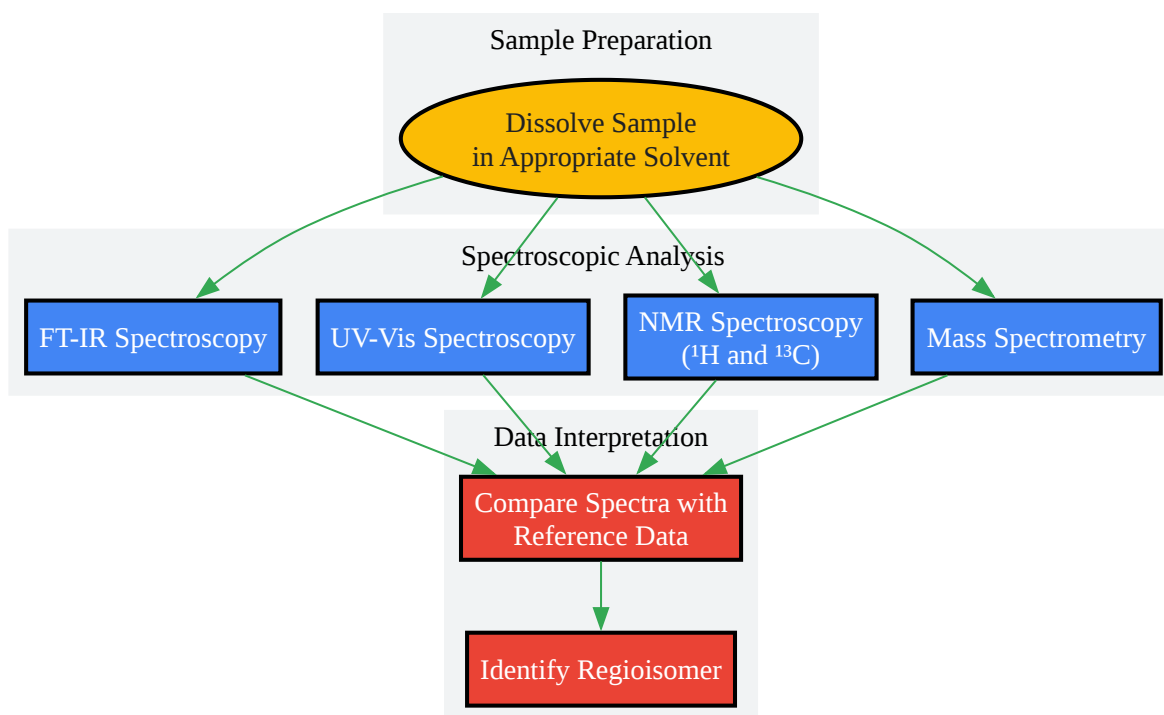 Sample Preparation
Dissolve Sample
in Appropriate Solvent
Spectroscopic Analysis
FT-IR Spectroscopy
UV-Vis Spectroscopy
NMR Spectroscopy
(¹H and ¹³C)
Mass Spectrometry
Data Interpretation
Compare Spectra with
Reference Data
Identify Regioisomer